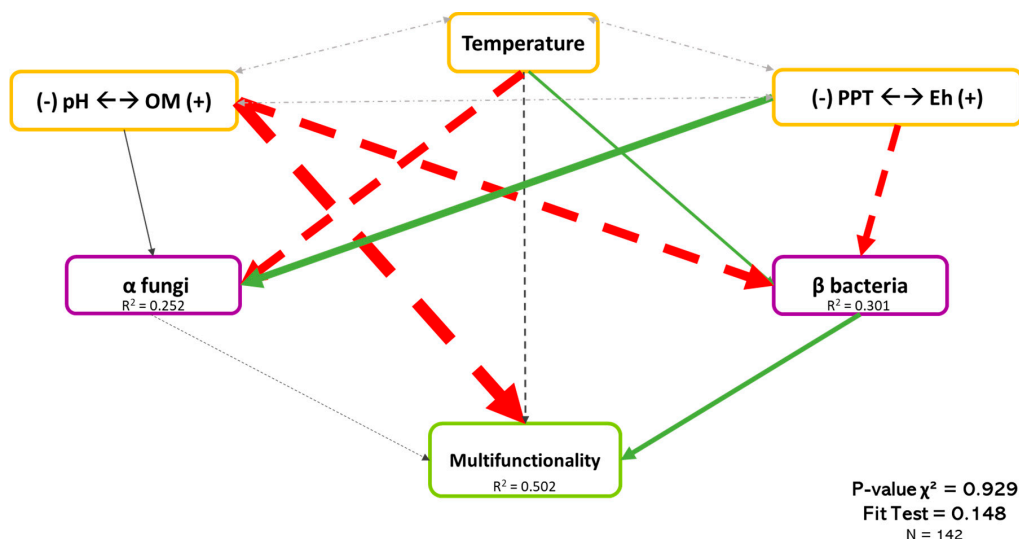 Temperature
(-) pH ←→ OM (+)
(-) PPT ←→ Eh (+)
α fungi
R² = 0.252
β bacteria
R² = 0.301
Multifunctionality
R² = 0.502
P-value χ² = 0.929
Fit Test = 0.148
N = 142